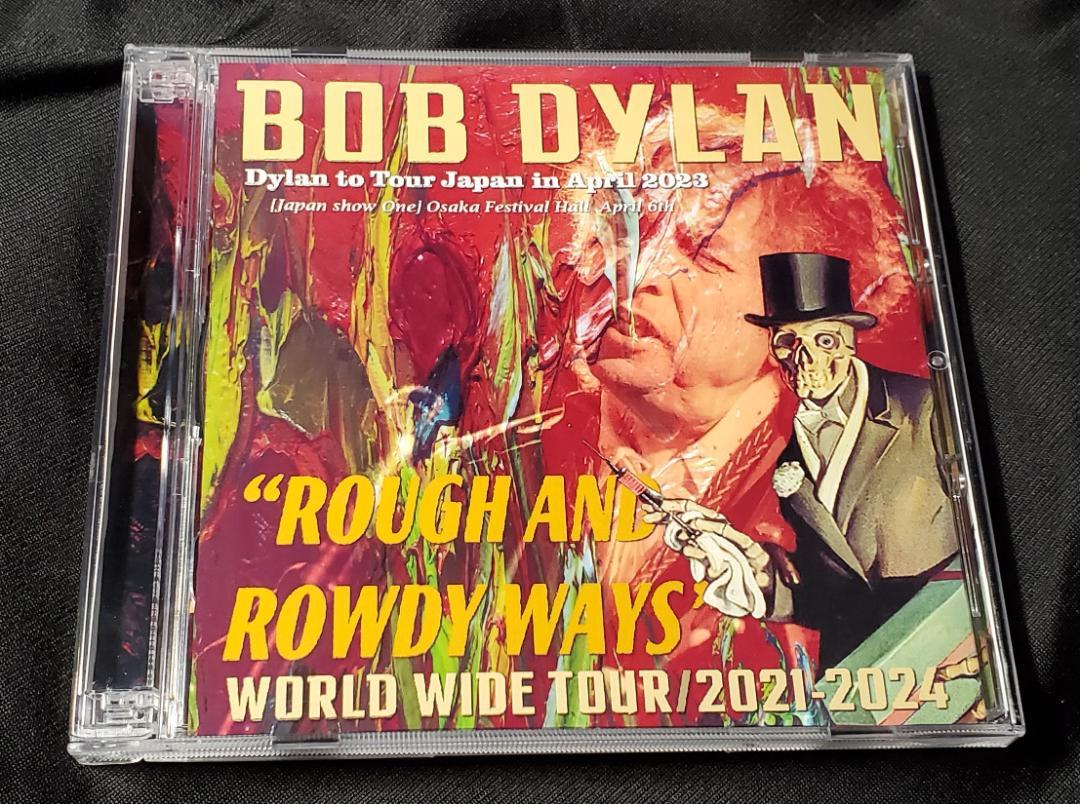 BOB DYLAN
Dylan to Tour Japan in April 2023
[Japan show One] Osaka Festival Hall April 6th
"ROUGH AND
ROWDY WAYS"
WORLD WIDE TOUR/2021-2024